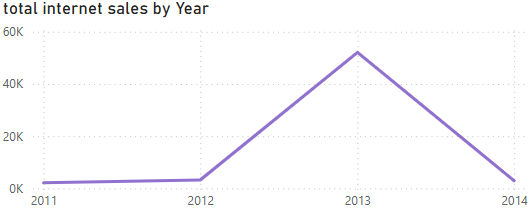 total internet sales by Year
60K
40K
20K
0K
2011 2012 2013 2014